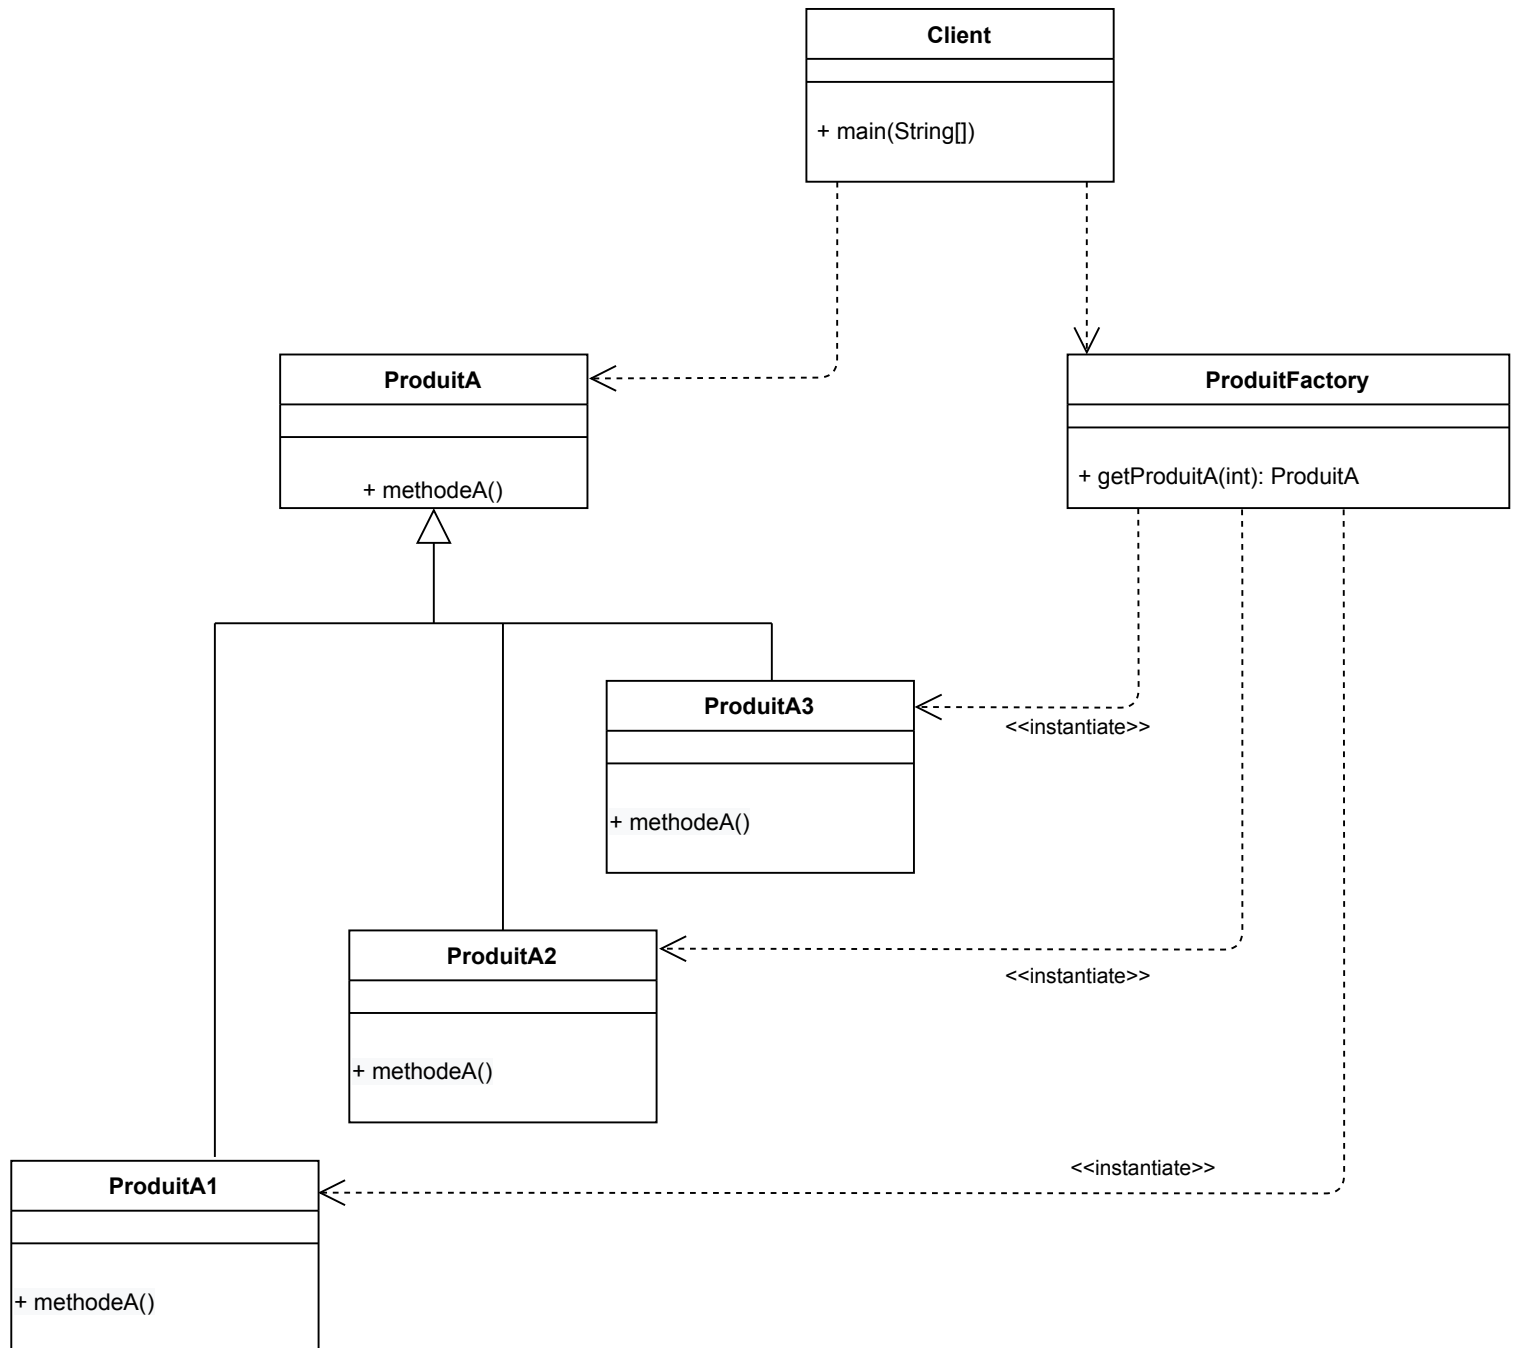 Client
+ main(String[])
ProduitA
+ methodeA()
ProduitFactory
+ getProduitA(int): ProduitA
ProduitA3
+ methodeA()
<<instantiate>>
ProduitA2
+ methodeA()
<<instantiate>>
ProduitA1
+ methodeA()
<<instantiate>>